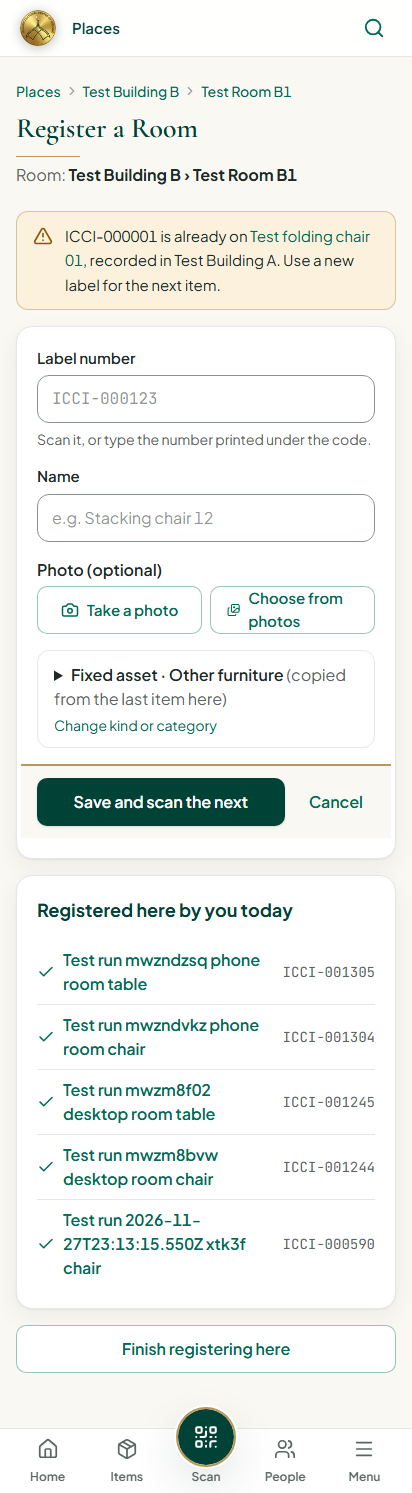 Places
Places > Test Building B > Test Room B1
Register a Room
Room: Test Building B › Test Room B1
ICCI-000001 is already on Test folding chair
01, recorded in Test Building A. Use a new
label for the next item.
Label number
ICCI-000123
Scan it, or type the number printed under the code.
Name
e.g. Stacking chair 12
Photo (optional)
Take a photo
Choose from
photos
Fixed asset · Other furniture (copied
from the last item here)
Change kind or category
Save and scan the next
Cancel
Registered here by you today
Test run mwzndzsq phone
room table
ICCI-001305
Test run mwzndvkz phone
room chair
ICCI-001304
Test run mwzm8f02
desktop room table
ICCI-001245
Test run mwzm8bvw
desktop room chair
ICCI-001244
Test run 2026-11-
27T23:13:15.550Z xtk3f
chair
ICCI-000590
Finish registering here
Home
Items
Scan
People
Menu